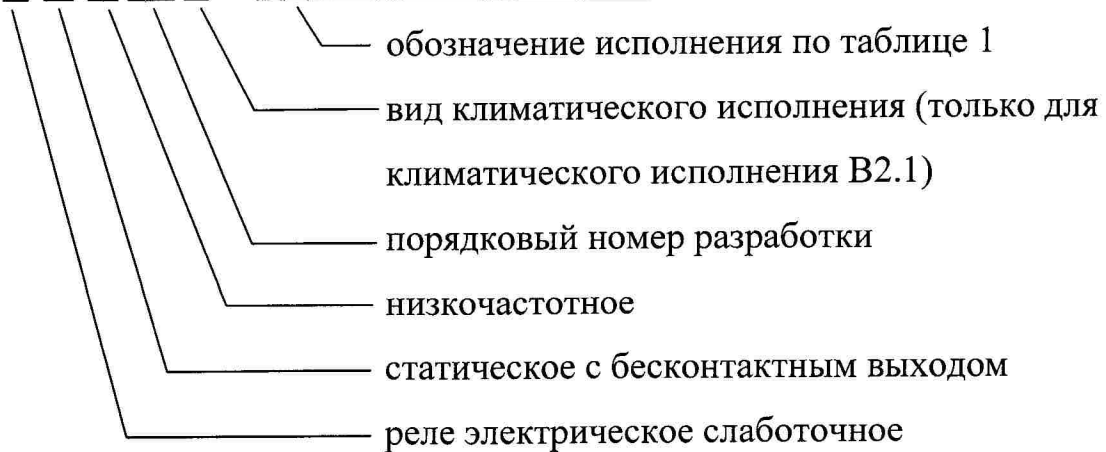 обозначение исполнения по таблице 1
вид климатического исполнения (только для
климатического исполнения В2.1)
порядковый номер разработки
низкочастотное
статическое с бесконтактным выходом
реле электрическое слаботочное